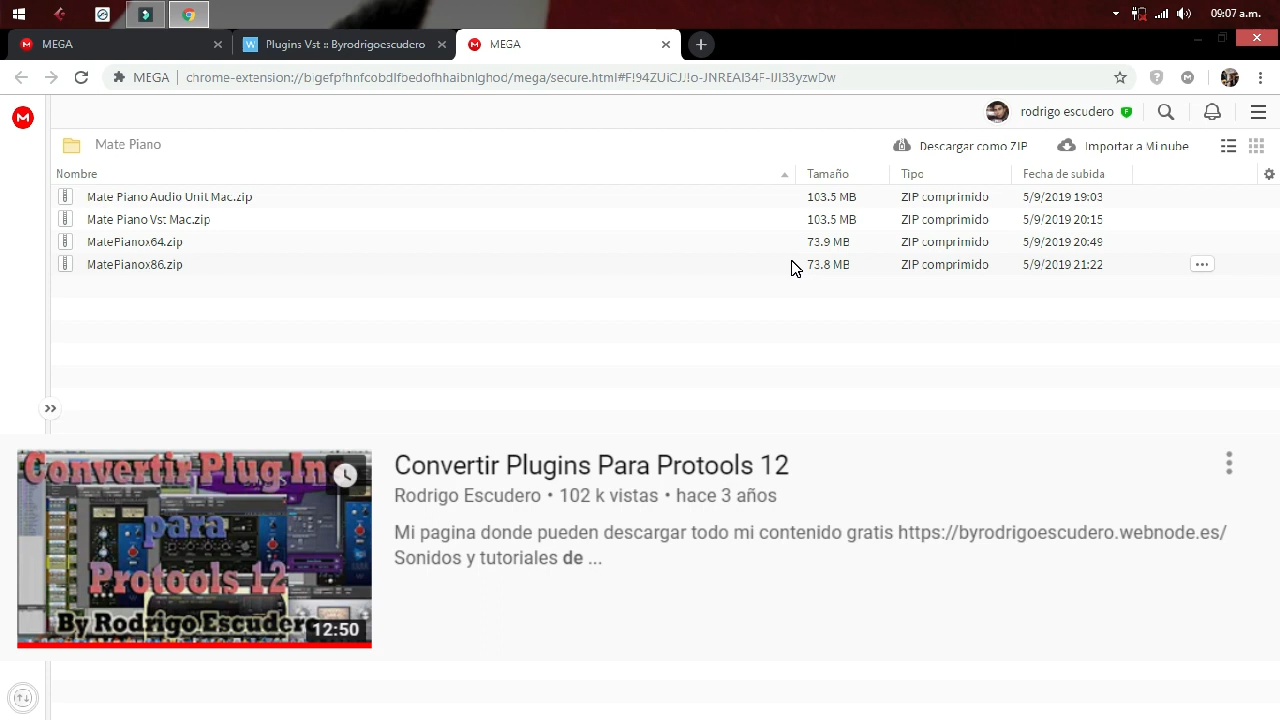 09:07 a.m.
MEGA
Plugins Vst :: Byrodrigoescudero
MEGA
MEGA
Mate Piano
rodrigo escudero
Descargar como ZIP
Importar a Mi nube
Nombre Tamaño Tipo Fecha de subida
Mate Piano Audio Unit Mac.zip 103.5 MB ZIP comprimido 5/9/2019 19:03
Mate Piano Vst Mac.zip 103.5 MB ZIP comprimido 5/9/2019 20:15
MatePianox64.zip 73.9 MB ZIP comprimido 5/9/2019 20:49
MatePianox86.zip 73.8 MB ZIP comprimido 5/9/2019 21:22
Convertir Plug Ins
para
Protools 12
By Rodrigo Escudero
12:50
Convertir Plugins Para Protools 12
Rodrigo Escudero • 102 k vistas • hace 3 años
Mi pagina donde pueden descargar todo mi contenido gratis https://byrodrigoescudero.webnode.es/
Sonidos y tutoriales de ...